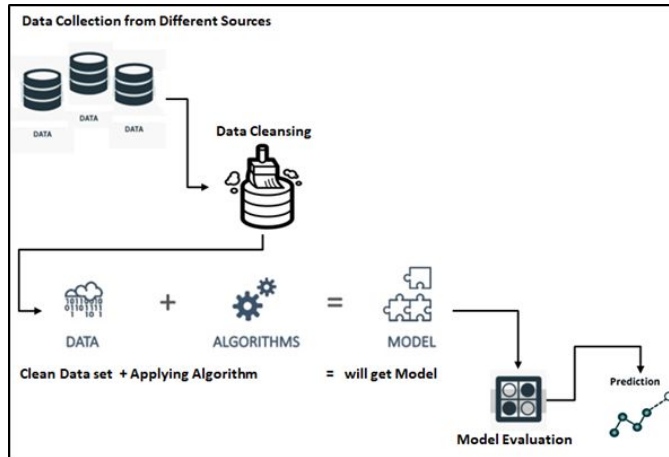 Data Collection from Different Sources
DATA
DATA
DATA
Data Cleansing
DATA + ALGORITHMS = MODEL
Clean Data set + Applying Algorithm = will get Model
Prediction
Model Evaluation